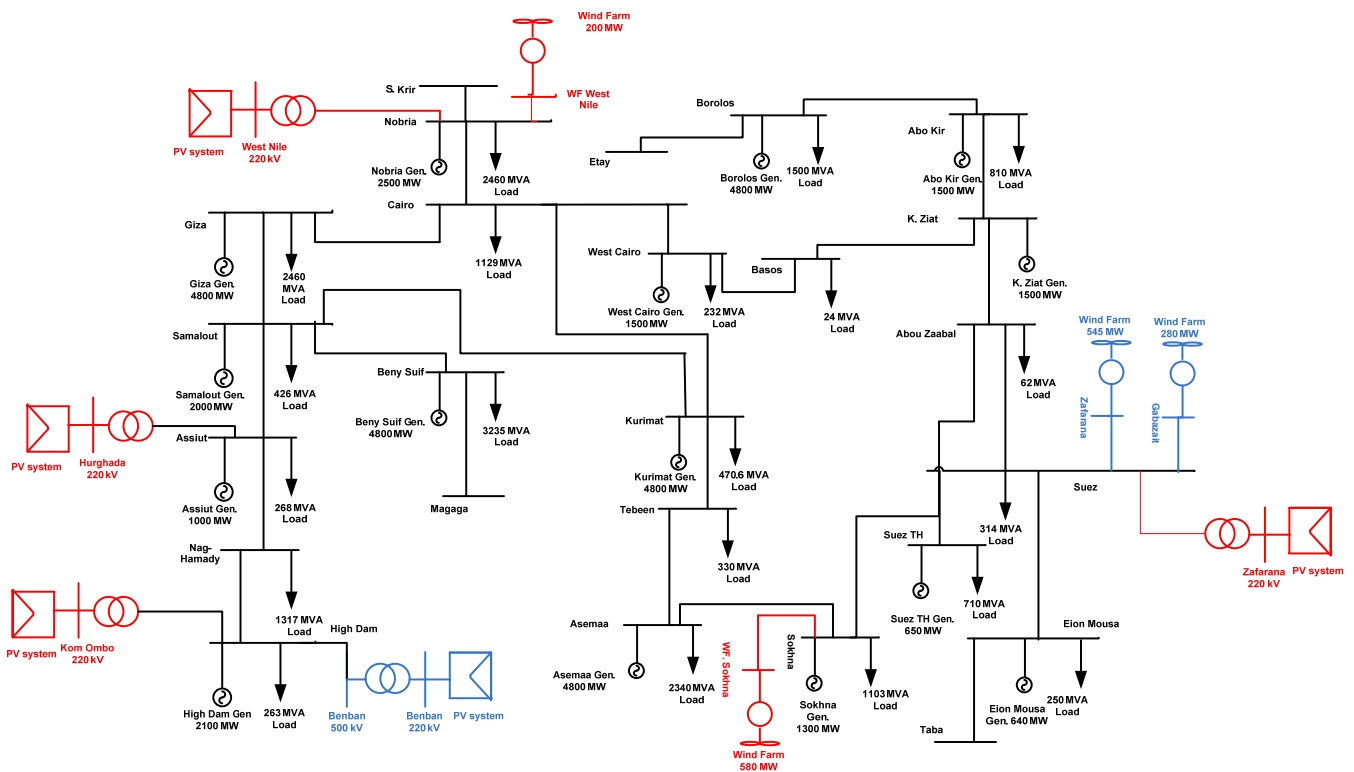 Wind Farm
200 MW
WF West
Nile
PV system
West Nile
220 kV
S. Krir
Nobria
Nobria Gen.
2500 MW
2460 MVA
Load
Borolos
Etay
Borolos Gen.
4800 MW
1500 MVA
Load
Abo Kir
Abo Kir Gen.
1500 MW
810 MVA
Load
Cairo
1129 MVA
Load
Giza
Giza Gen.
4800 MW
2460
MVA
Load
West Cairo
West Cairo Gen.
1500 MW
232 MVA
Load
Basos
24 MVA
Load
K. Ziat
K. Ziat Gen.
1500 MW
Samalout
Samalout Gen.
2000 MW
426 MVA
Load
Beny Suif
Beny Suif Gen.
4800 MW
3235 MVA
Load
Magaga
Abou Zaabal
62 MVA
Load
314 MVA
Load
Wind Farm
545 MW
Zafarana
Wind Farm
280 MW
Gabazait
Suez
Zafarana
220 kV
PV system
PV system
Hurghada
220 kV
Assiut
Assiut Gen.
1000 MW
268 MVA
Load
Kurimat
Kurimat Gen.
4800 MW
470.6 MVA
Load
Tebeen
330 MVA
Load
Suez TH
Suez TH Gen.
650 MW
710 MVA
Load
Nag-
Hamady
1317 MVA
Load
PV system
Kom Ombo
220 kV
High Dam
High Dam Gen
2100 MW
263 MVA
Load
Benban
500 kV
Benban
220 kV
PV system
Asemaa
Asemaa Gen.
4800 MW
2340 MVA
Load
WF. Sokhna
Wind Farm
580 MW
Sokhna
Sokhna
Gen.
1300 MW
1103 MVA
Load
Eion Mousa
Eion Mousa
Gen. 640 MW
250 MVA
Load
Taba